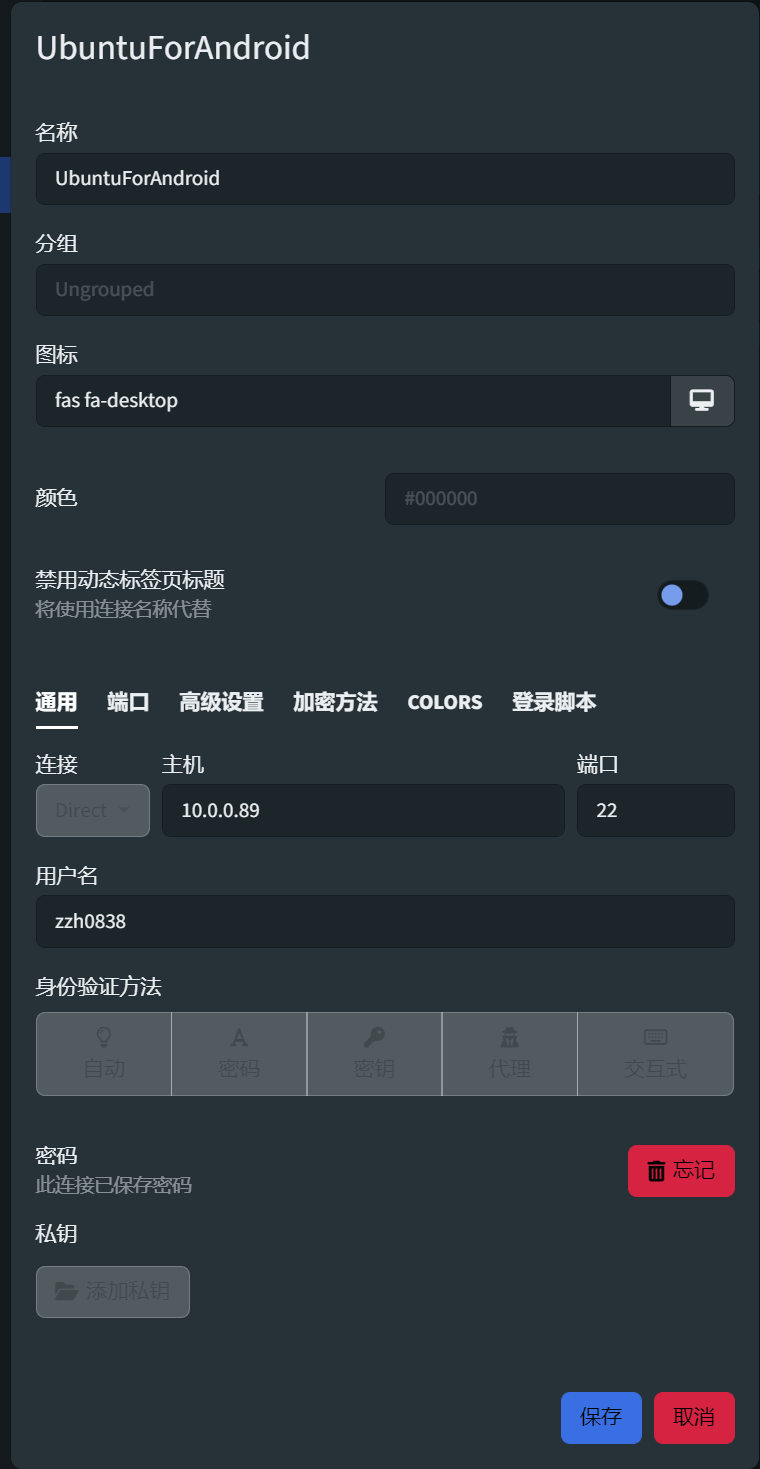 UbuntuForAndroid
名称
UbuntuForAndroid
分组
Ungrouped
图标
fas fa-desktop
颜色
#000000
禁用动态标签页标题
将使用连接名称代替
通用 端口 高级设置 加密方法 COLORS 登录脚本
连接 主机 端口
Direct 10.0.0.89 22
用户名
zzh0838
身份验证方法
自动 密码 密钥 代理 交互式
密码
此连接已保存密码
忘记
私钥
添加私钥
保存 取消